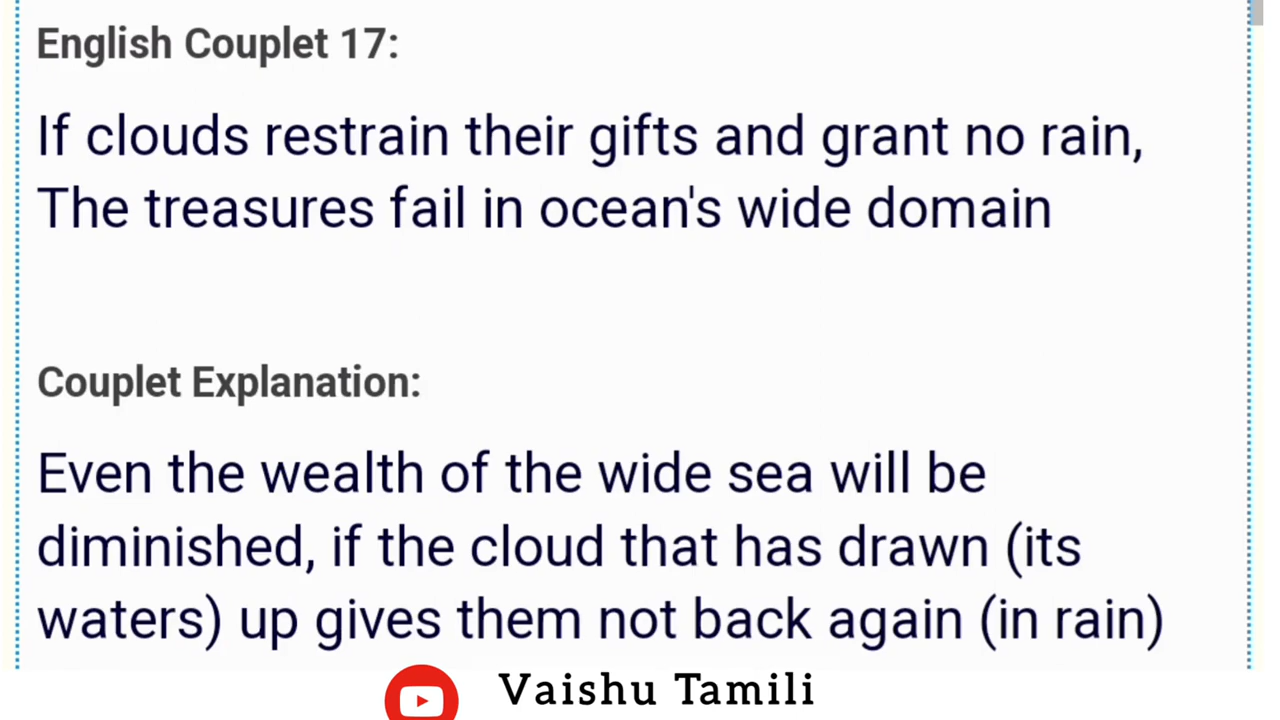 English Couplet 17:
If clouds restrain their gifts and grant no rain,
The treasures fail in ocean's wide domain
Couplet Explanation:
Even the wealth of the wide sea will be
diminished, if the cloud that has drawn (its
waters) up gives them not back again (in rain)
Vaishu Tamili